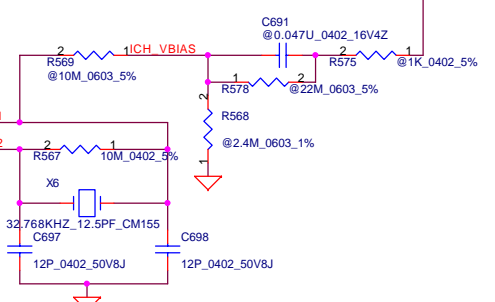 C691
@0.047U_0402_16V4Z
2 1 ICH_VBIAS
R569
@10M_0603_5%
2 R575 1
@1K_0402_5%
1 R578 2
@22M_0603_5%
2
R568
@2.4M_0603_1%
1
2
2 1
R567 10M_0402_5%
X6
32.768KHZ_12.5PF_CM155
C697 C698
12P_0402_50V8J 12P_0402_50V8J